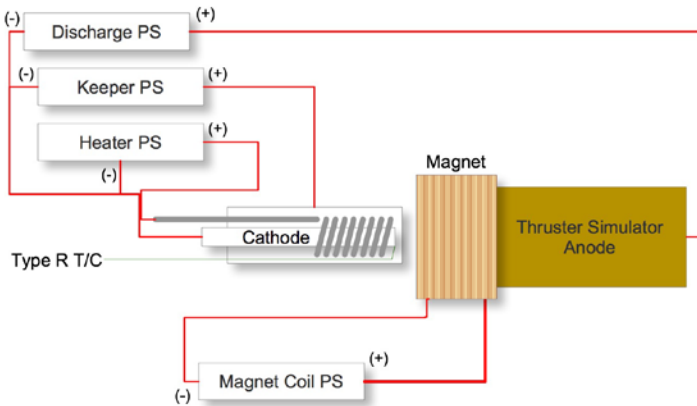 (-)
(+)
Discharge PS
(-)
(+)
Keeper PS
(+)
Heater PS
(-)
Magnet
Cathode
Thruster Simulator
Anode
Type R T/C
(+)
Magnet Coil PS
(-)